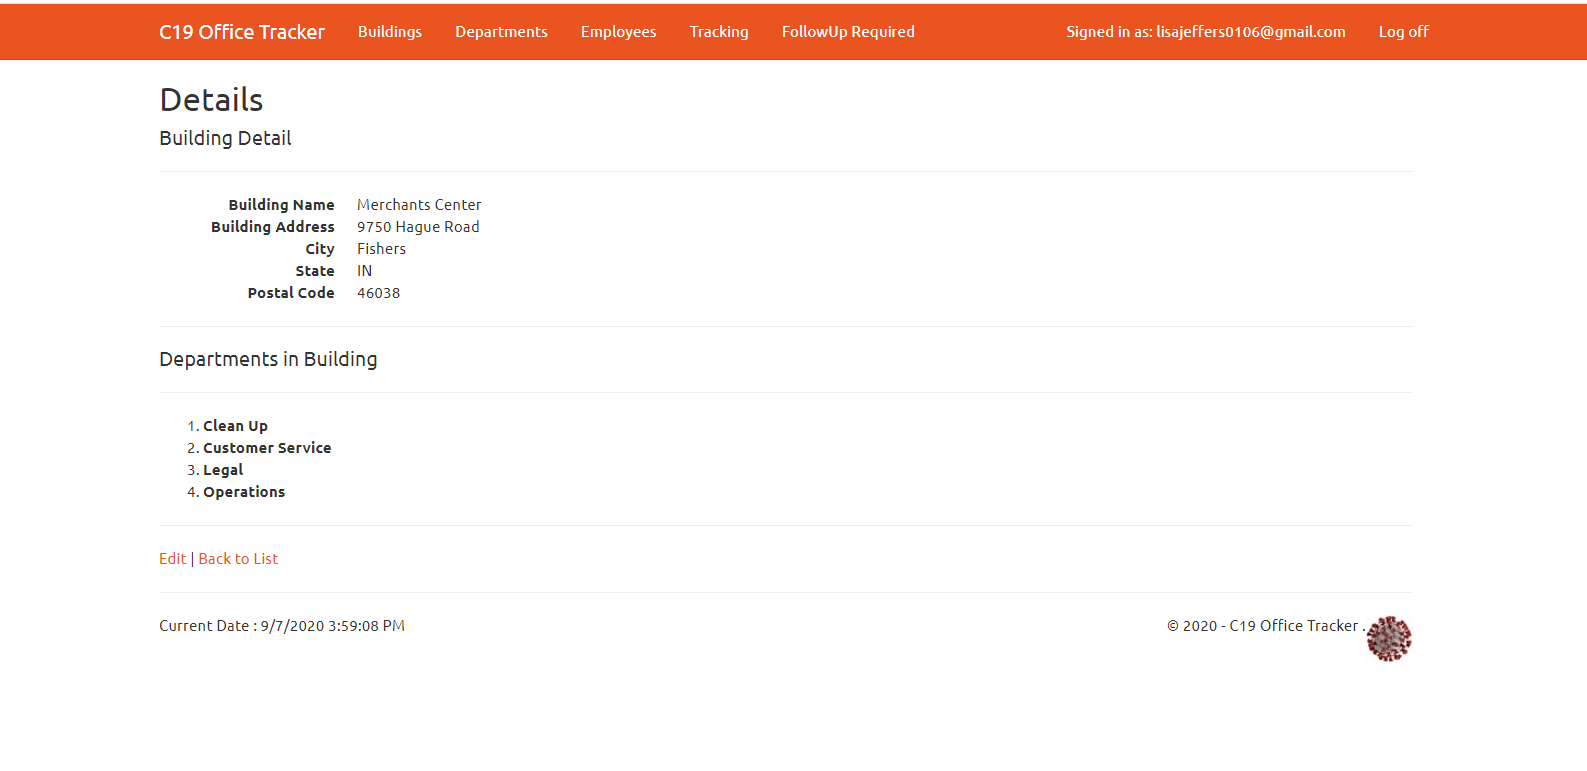 C19 Office Tracker Buildings Departments Employees Tracking FollowUp Required Signed in as: lisajeffers0106@gmail.com Log off
Details
Building Detail
Building Name Merchants Center
Building Address 9750 Hague Road
City Fishers
State IN
Postal Code 46038
Departments in Building
1. Clean Up
2. Customer Service
3. Legal
4. Operations
Edit | Back to List
Current Date : 9/7/2020 3:59:08 PM © 2020 - C19 Office Tracker .